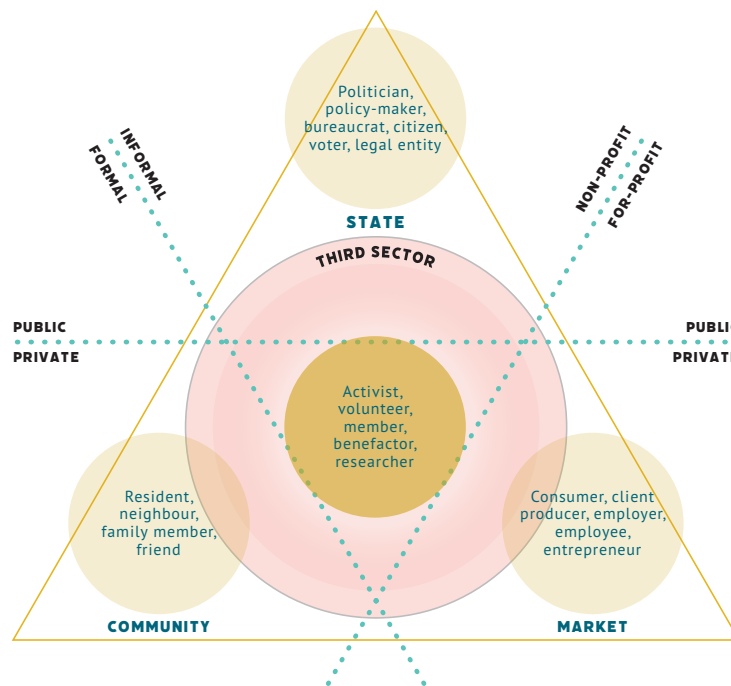 Politician,
policy-maker,
bureaucrat, citizen,
voter, legal entity
STATE
INFORMAL
FORMAL
NON-PROFIT
FOR-PROFIT
THIRD SECTOR
PUBLIC
PRIVATE
PUBLIC
PRIVATE
Activist,
volunteer,
member,
benefactor,
researcher
Resident,
neighbour,
family member,
friend
COMMUNITY
Consumer, client
producer, employer,
employee,
entrepreneur
MARKET